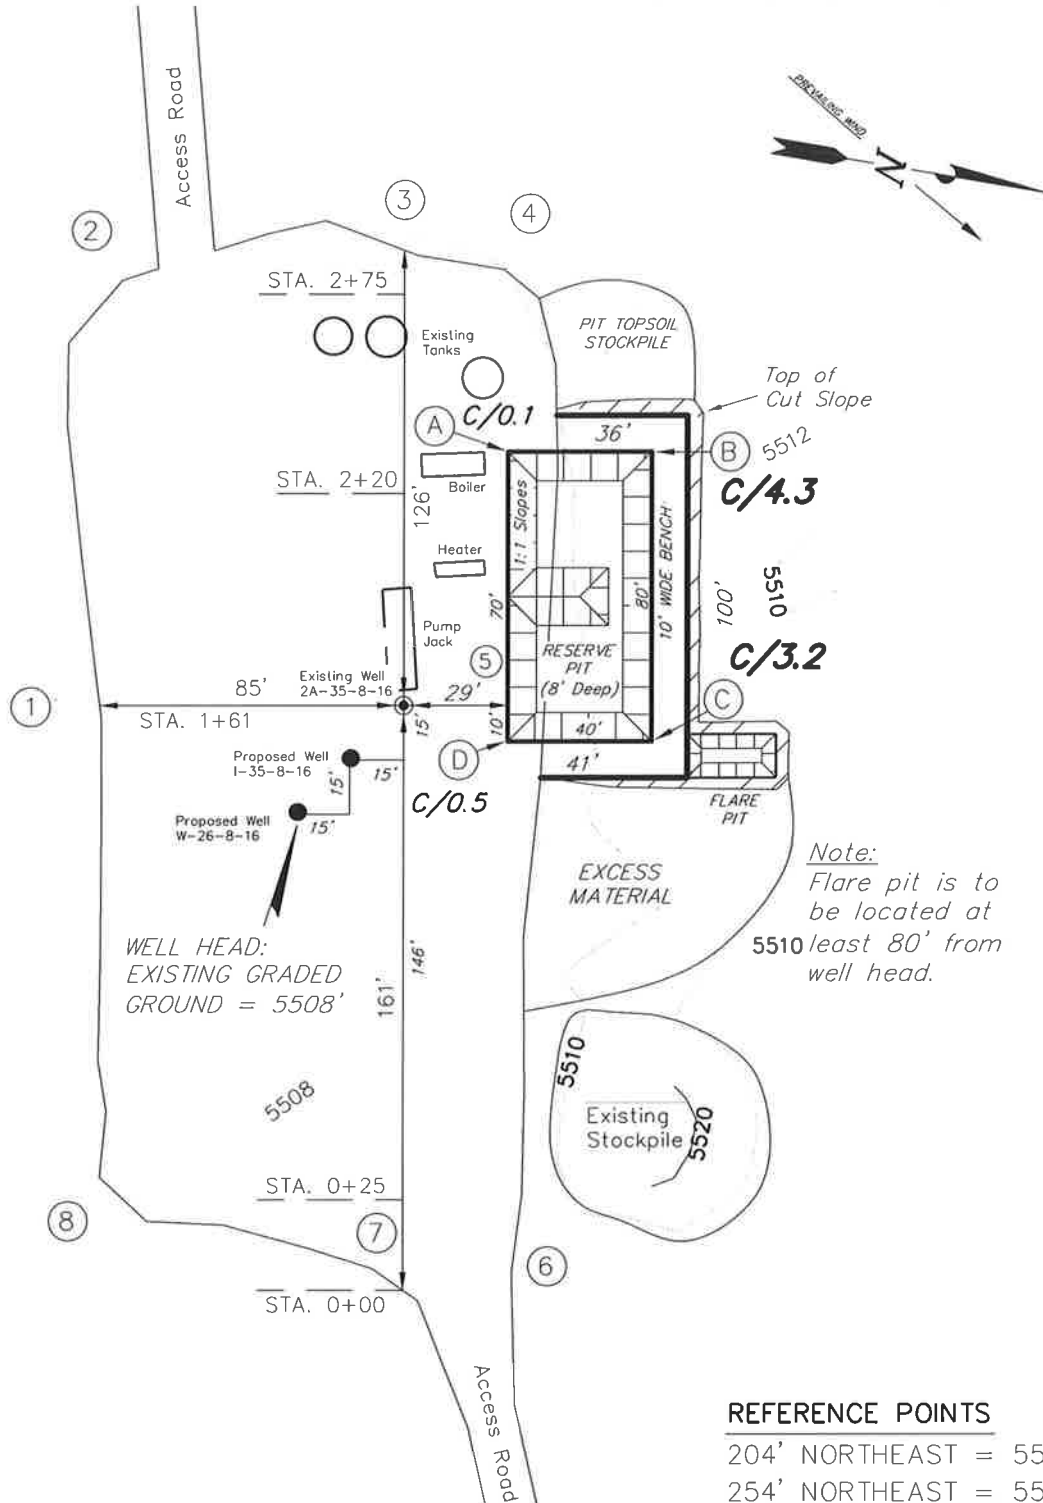 Access Road
PREVAILING WIND
N
2
3
4
STA. 2+75
Existing
Tanks
PIT TOPSOIL
STOCKPILE
Top of
Cut Slope
A
C/0.1
36'
B
5512
C/4.3
STA. 2+20
126'
Boiler
1:1 Slopes
Heater
10' WIDE BENCH
5510
100'
70'
80'
Pump
Jack
C/3.2
RESERVE
PIT
(8' Deep)
5
Existing Well
2A-35-8-16
1
85'
29'
C
STA. 1+61
15'
10'
40'
D
41'
Proposed Well
I-35-8-16
15'
15'
C/0.5
FLARE
PIT
Proposed Well
W-26-8-16
15'
EXCESS
MATERIAL
Note:
Flare pit is to
be located at
5510 least 80' from
well head.
WELL HEAD:
EXISTING GRADED
GROUND = 5508'
146'
161'
5508
5510
Existing
Stockpile
5520
STA. 0+25
8
7
6
STA. 0+00
Access Road
REFERENCE POINTS
204' NORTHEAST = 55
254' NORTHEAST = 55